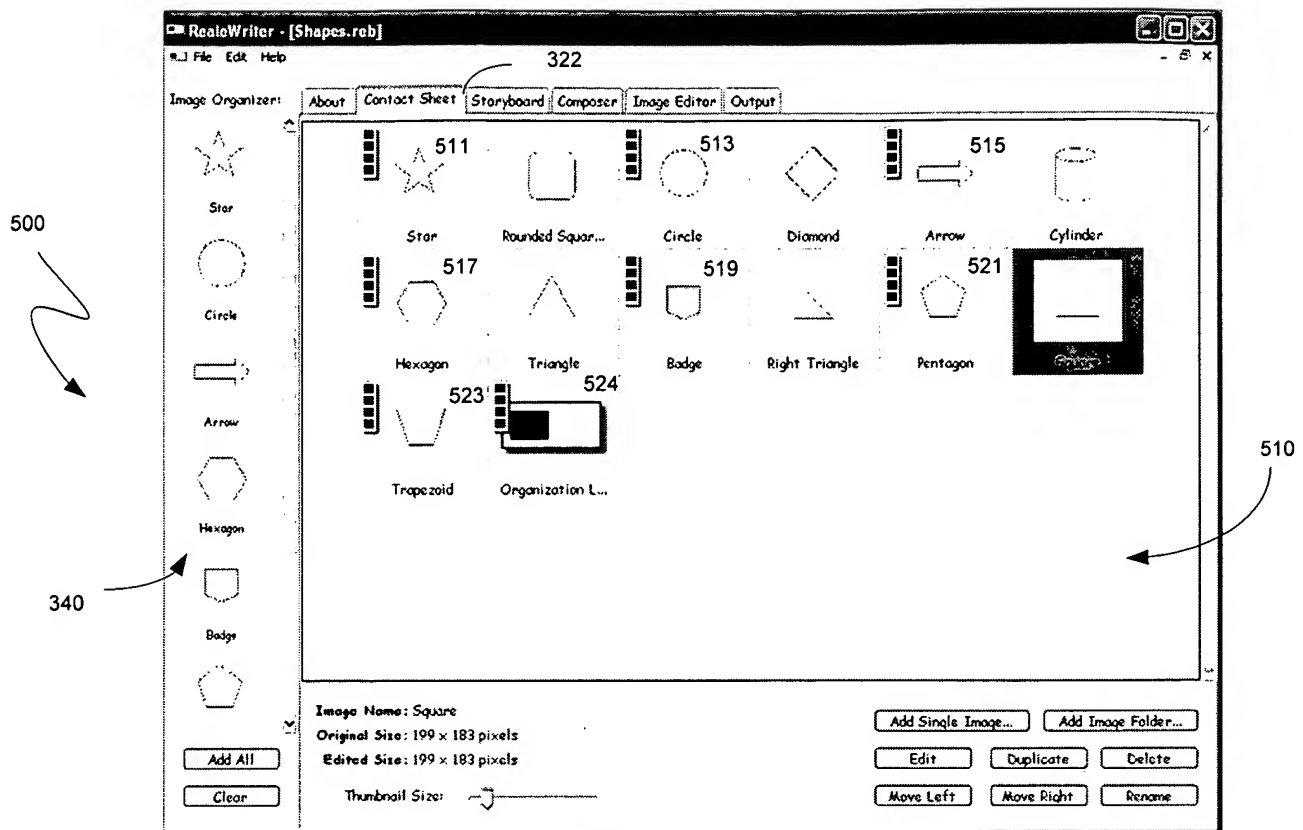 RealeWriter - [Shapes.reb]
File Edit Help
322
Image Organizer:
About Contact Sheet Storyboard Composer Image Editor Output
511 513 515
Star
Star Rounded Squar... Circle Diamond Arrow Cylinder
500
517 519 521
Circle
Hexagon Triangle Badge Right Triangle Pentagon Square
523 524
Arrow
510
Trapezoid Organization L...
Hexagon
340
Badge
Image Name: Square
Original Size: 199 x 183 pixels
Edited Size: 199 x 183 pixels
Thumbnail Size:
Add Single Image... Add Image Folder...
Add All
Edit Duplicate Delete
Clear
Move Left Move Right Rename